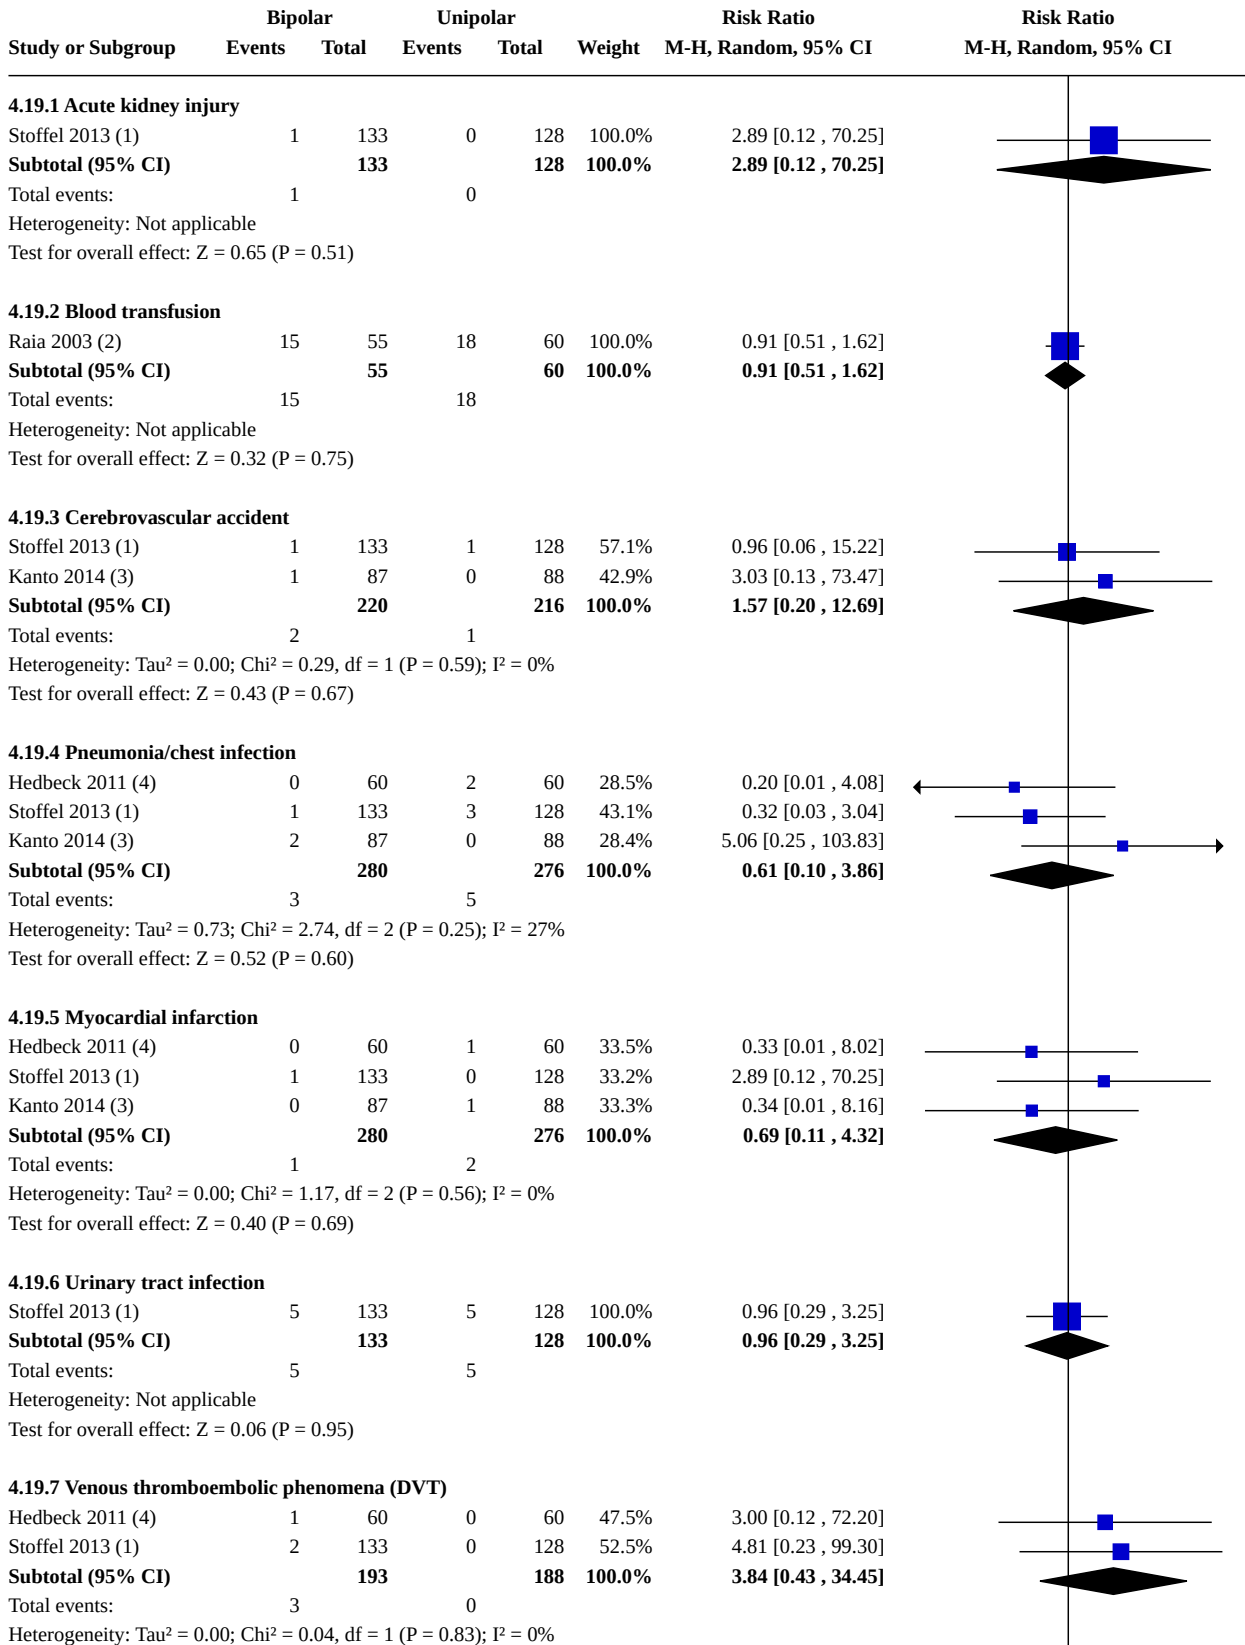 Bipolar Unipolar Risk Ratio Risk Ratio
Study or Subgroup Events Total Events Total Weight M-H, Random, 95% CI M-H, Random, 95% CI
4.19.1 Acute kidney injury
Stoffel 2013 (1) 1 133 0 128 100.0% 2.89 [0.12 , 70.25]
Subtotal (95% CI) 133 128 100.0% 2.89 [0.12 , 70.25]
Total events: 1 0
Heterogeneity: Not applicable
Test for overall effect: Z = 0.65 (P = 0.51)
4.19.2 Blood transfusion
Raia 2003 (2) 15 55 18 60 100.0% 0.91 [0.51 , 1.62]
Subtotal (95% CI) 55 60 100.0% 0.91 [0.51 , 1.62]
Total events: 15 18
Heterogeneity: Not applicable
Test for overall effect: Z = 0.32 (P = 0.75)
4.19.3 Cerebrovascular accident
Stoffel 2013 (1) 1 133 1 128 57.1% 0.96 [0.06 , 15.22]
Kanto 2014 (3) 1 87 0 88 42.9% 3.03 [0.13 , 73.47]
Subtotal (95% CI) 220 216 100.0% 1.57 [0.20 , 12.69]
Total events: 2 1
Heterogeneity: Tau² = 0.00; Chi² = 0.29, df = 1 (P = 0.59); I² = 0%
Test for overall effect: Z = 0.43 (P = 0.67)
4.19.4 Pneumonia/chest infection
Hedbeck 2011 (4) 0 60 2 60 28.5% 0.20 [0.01 , 4.08]
Stoffel 2013 (1) 1 133 3 128 43.1% 0.32 [0.03 , 3.04]
Kanto 2014 (3) 2 87 0 88 28.4% 5.06 [0.25 , 103.83]
Subtotal (95% CI) 280 276 100.0% 0.61 [0.10 , 3.86]
Total events: 3 5
Heterogeneity: Tau² = 0.73; Chi² = 2.74, df = 2 (P = 0.25); I² = 27%
Test for overall effect: Z = 0.52 (P = 0.60)
4.19.5 Myocardial infarction
Hedbeck 2011 (4) 0 60 1 60 33.5% 0.33 [0.01 , 8.02]
Stoffel 2013 (1) 1 133 0 128 33.2% 2.89 [0.12 , 70.25]
Kanto 2014 (3) 0 87 1 88 33.3% 0.34 [0.01 , 8.16]
Subtotal (95% CI) 280 276 100.0% 0.69 [0.11 , 4.32]
Total events: 1 2
Heterogeneity: Tau² = 0.00; Chi² = 1.17, df = 2 (P = 0.56); I² = 0%
Test for overall effect: Z = 0.40 (P = 0.69)
4.19.6 Urinary tract infection
Stoffel 2013 (1) 5 133 5 128 100.0% 0.96 [0.29 , 3.25]
Subtotal (95% CI) 133 128 100.0% 0.96 [0.29 , 3.25]
Total events: 5 5
Heterogeneity: Not applicable
Test for overall effect: Z = 0.06 (P = 0.95)
4.19.7 Venous thromboembolic phenomena (DVT)
Hedbeck 2011 (4) 1 60 0 60 47.5% 3.00 [0.12 , 72.20]
Stoffel 2013 (1) 2 133 0 128 52.5% 4.81 [0.23 , 99.30]
Subtotal (95% CI) 193 188 100.0% 3.84 [0.43 , 34.45]
Total events: 3 0
Heterogeneity: Tau² = 0.00; Chi² = 0.04, df = 1 (P = 0.83); I² = 0%